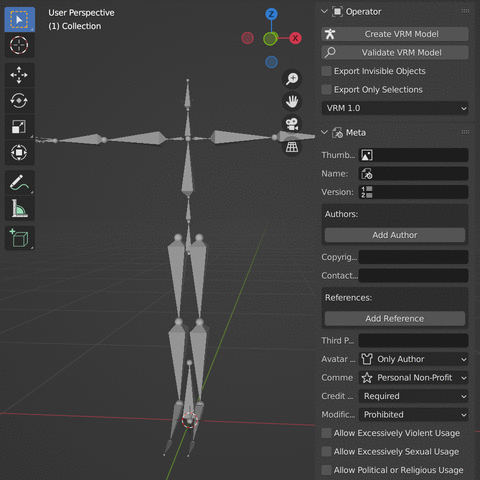 User Perspective
(1) Collection
Z
X
Operator
Create VRM Model
Validate VRM Model
Export Invisible Objects
Export Only Selections
VRM 1.0
Meta
Thumb...
Name:
Version:
Authors:
Add Author
Copyrig...
Contact...
References:
Add Reference
Third P...
Avatar ... Only Author
Comme Personal Non-Profit
Credit ... Required
Modific... Prohibited
Allow Excessively Violent Usage
Allow Excessively Sexual Usage
Allow Political or Religious Usage